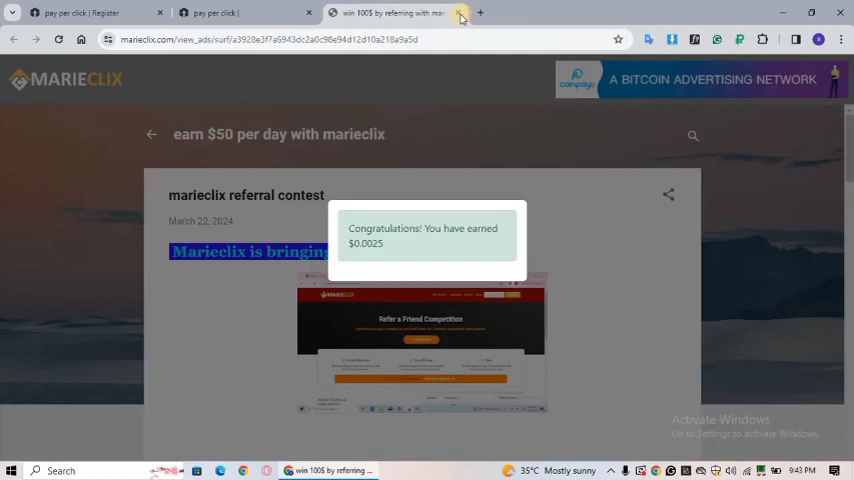 pay per click | Register
pay per click |
win 100$ by referring with mar
marieclix.com/view_ads/surf/a3928e3f7a6943dc2a0c98e94d12d10a218a9a5d
MARIECLIX
coinpayu
A BITCOIN ADVERTISING NETWORK
earn $50 per day with marieclix
marieclix referral contest
March 22, 2024
Marieclix is bringing
Congratulations! You have earned
$0.0025
MARIECLIX
Refer a Friend Competition
Activate Windows
Go to Settings to activate Windows.
Search
win 100$ by referring ...
35°C Mostly sunny
9:43 PM